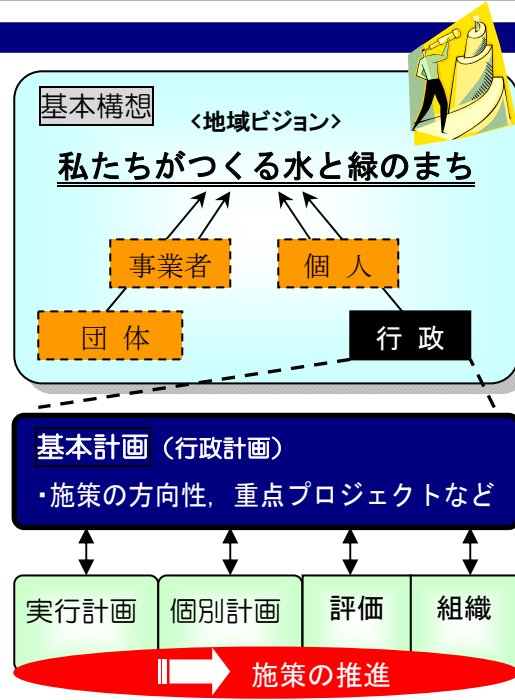 基本構想
<地域ビジョン>
私たちがつくる水と緑のまち
事業者
個 人
団 体
行 政
基本計画（行政計画）
・施策の方向性，重点プロジェクトなど
実行計画
個別計画
評価
組織
施策の推進